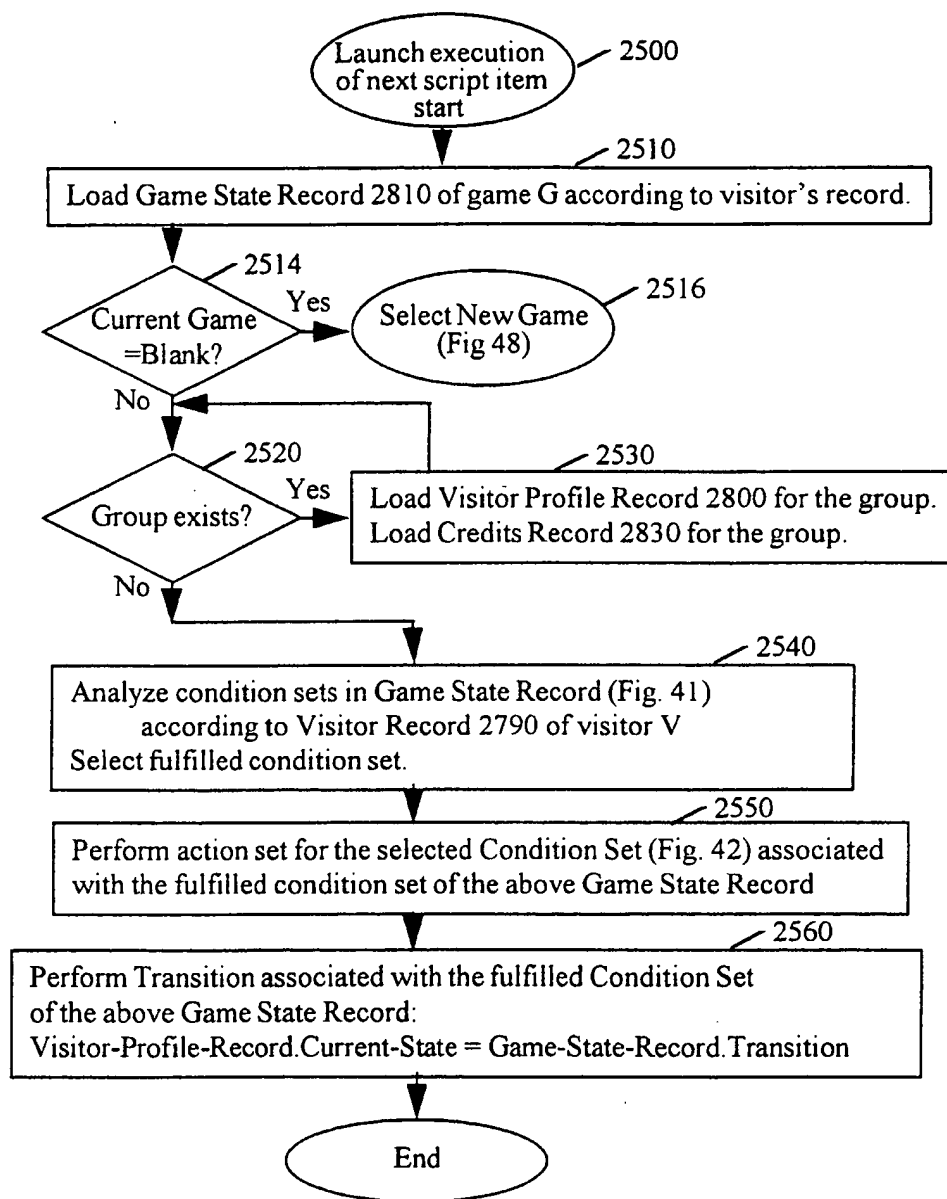 Launch execution
of next script item
start
2500
2510
Load Game State Record 2810 of game G according to visitor's record.
2514
Current Game
=Blank?
Yes
2516
Select New Game
(Fig 48)
No
2520
Group exists?
Yes
2530
Load Visitor Profile Record 2800 for the group.
Load Credits Record 2830 for the group.
No
2540
Analyze condition sets in Game State Record (Fig. 41)
according to Visitor Record 2790 of visitor V
Select fulfilled condition set.
2550
Perform action set for the selected Condition Set (Fig. 42) associated
with the fulfilled condition set of the above Game State Record
2560
Perform Transition associated with the fulfilled Condition Set
of the above Game State Record:
Visitor-Profile-Record.Current-State = Game-State-Record.Transition
End